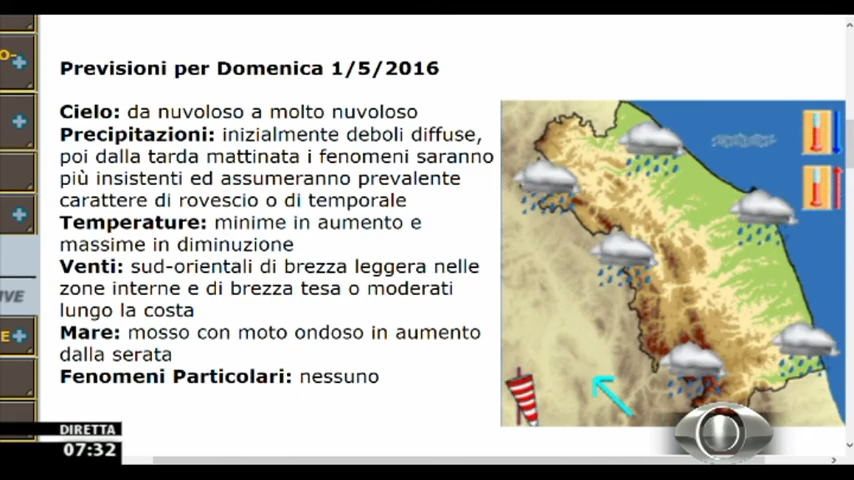 O-
Previsioni per Domenica 1/5/2016
Cielo: da nuvoloso a molto nuvoloso
Precipitazioni: inizialmente deboli diffuse,
poi dalla tarda mattinata i fenomeni saranno
più insistenti ed assumeranno prevalente
carattere di rovescio o di temporale
Temperature: minime in aumento e
massime in diminuzione
Venti: sud-orientali di brezza leggera nelle
zone interne e di brezza tesa o moderati
lungo la costa
Mare: mosso con moto ondoso in aumento
dalla serata
Fenomeni Particolari: nessuno
IVE
E
DIRETTA
07:32